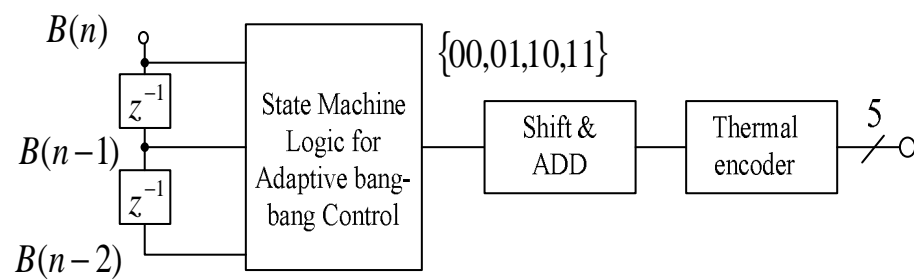 B(n)
{00,01,10,11}
z⁻¹
State Machine
Logic for
Adaptive bang-
bang Control
Shift &
ADD
Thermal
encoder
5
B(n−1)
z⁻¹
B(n−2)